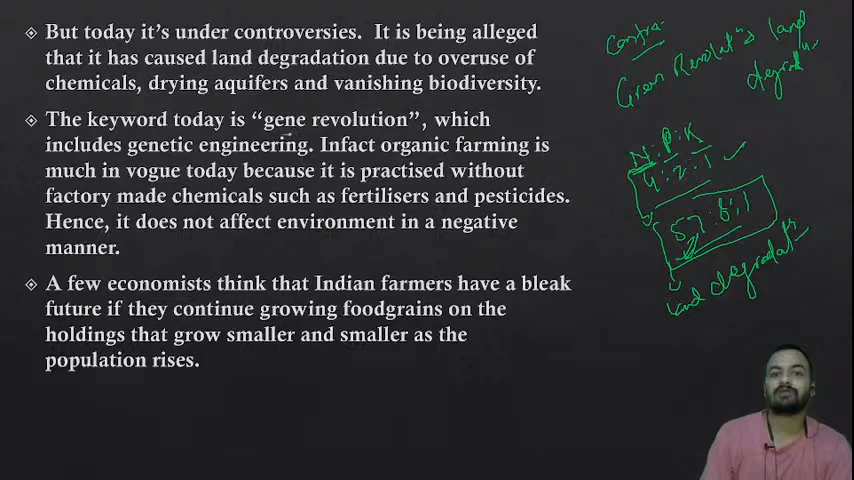 But today it's under controversies. It is being alleged
that it has caused land degradation due to overuse of
chemicals, drying aquifers and vanishing biodiversity.
The keyword today is "gene revolution", which
includes genetic engineering. Infact organic farming is
much in vogue today because it is practised without
factory made chemicals such as fertilisers and pesticides.
Hence, it does not affect environment in a negative
manner.
A few economists think that Indian farmers have a bleak
future if they continue growing foodgrains on the
holdings that grow smaller and smaller as the
population rises.
Contra-
Green land
N:P:K
4:2:1
land